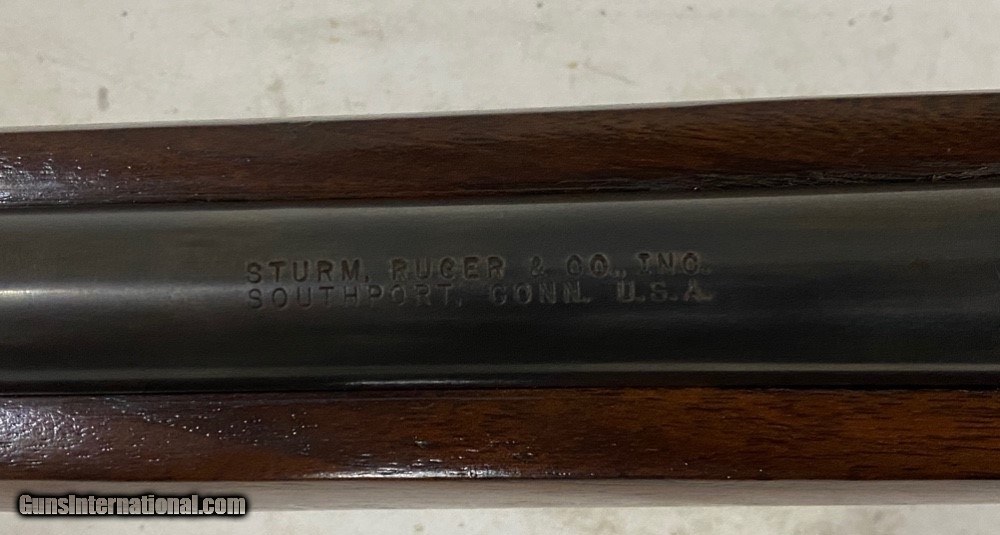 STURM, RUGER & CO., INC.
SOUTHPORT, CONN. U.S.A.
GunsInternational.com